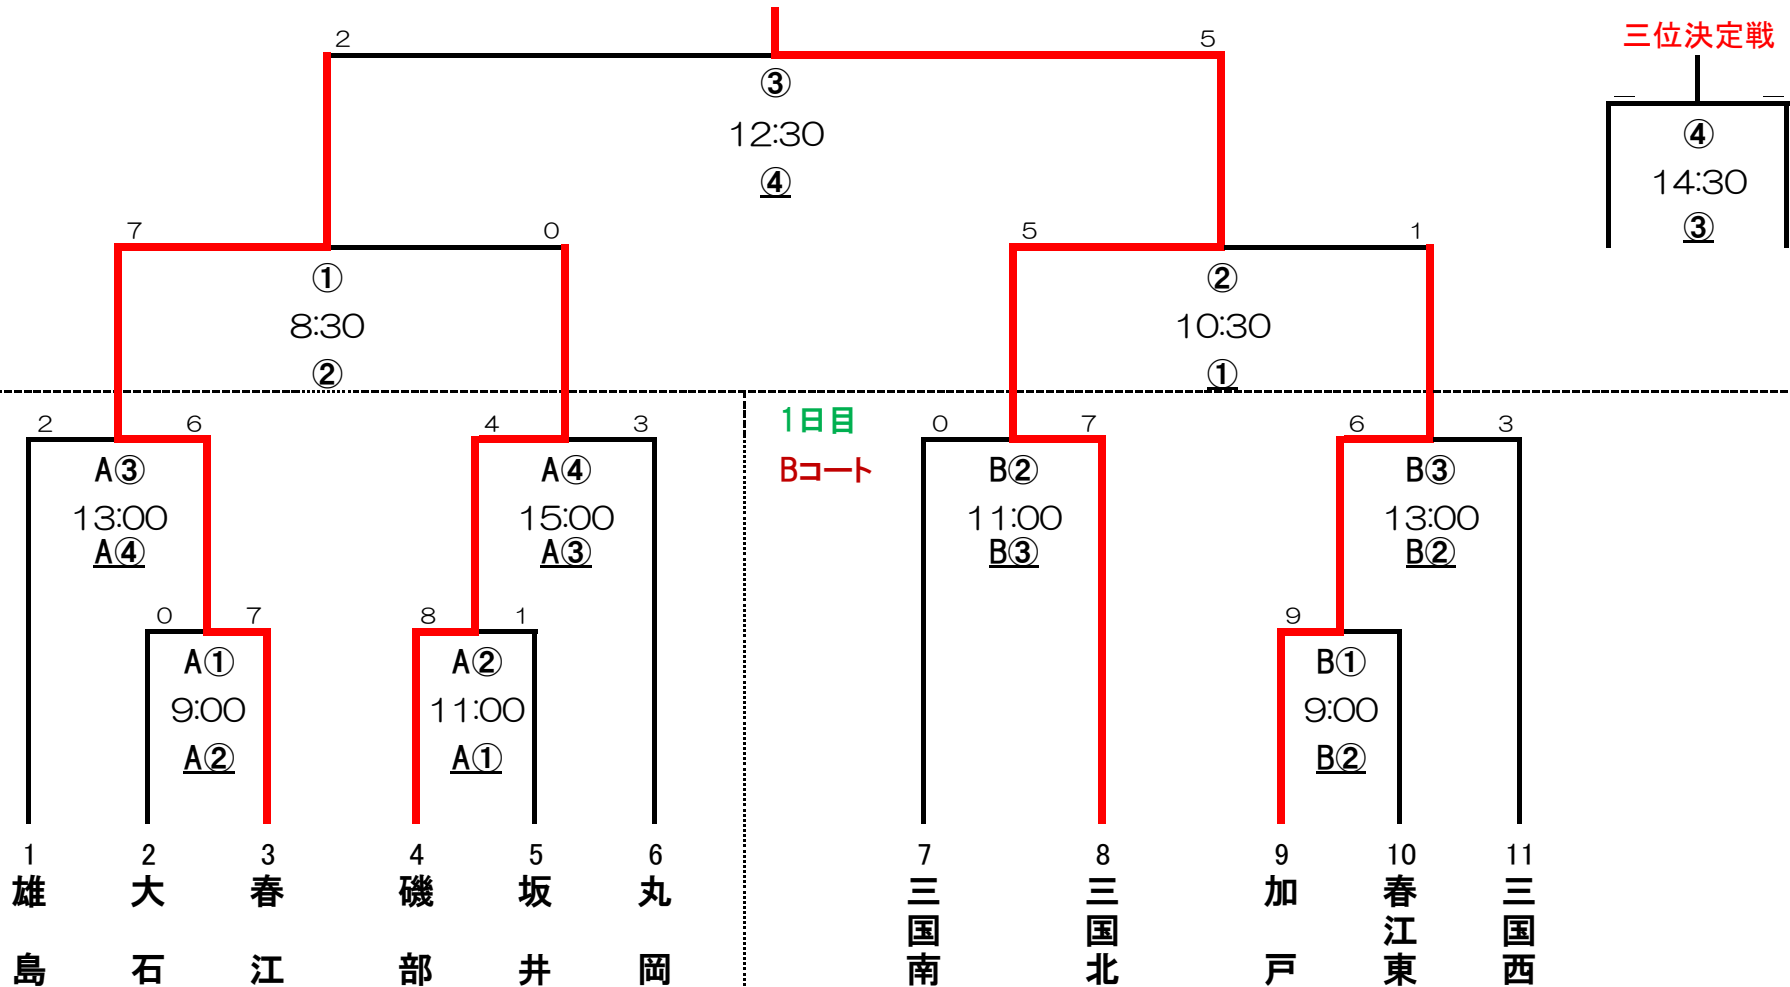 2 5
三位決定戦
③
12:30
④
― ―
④
14:30
③
7 0
①
8:30
②
5 1
②
10:30
①
2 6
A③
13:00
A④
4 3
A④
15:00
A③
1日目
Bコート
0 7
B②
11:00
B③
6 3
B③
13:00
B②
0 7
A①
9:00
A②
8 1
A②
11:00
A①
9
B①
9:00
B②
1 雄島
2 大石
3 春江
4 磯部
5 坂井
6 丸岡
7 三国南
8 三国北
9 加戸
10 春江東
11 三国西